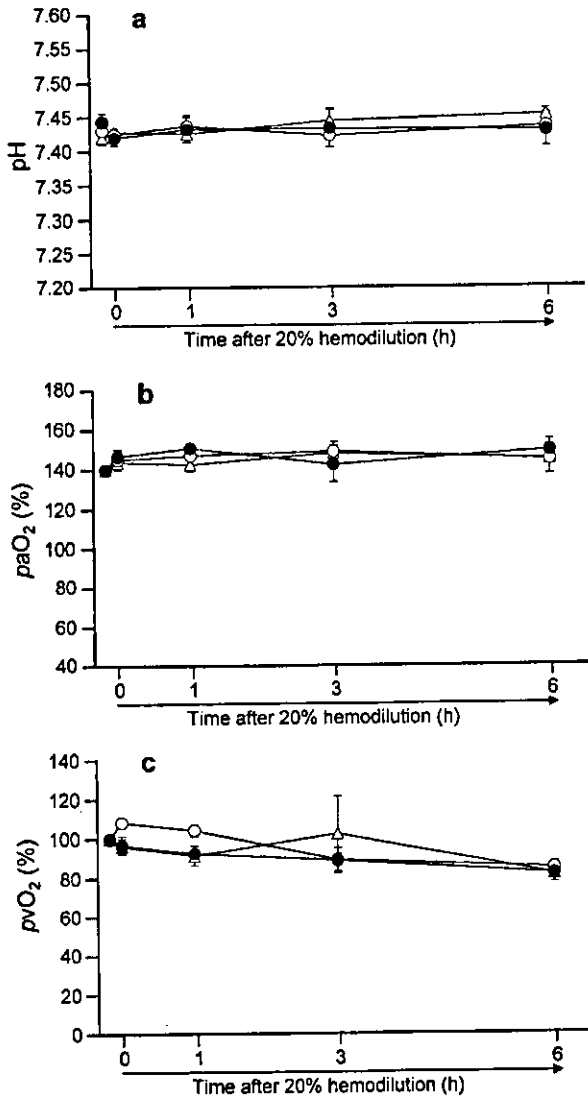 a
7.60
7.55
7.50
7.45
7.40
7.35
7.30
7.25
7.20
pH
0 1 3 6
Time after 20% hemodilution (h)
b
180
160
140
120
100
80
60
40
paO₂ (%)
0 1 3 6
Time after 20% hemodilution (h)
c
140
120
100
80
60
40
20
0
pvO₂ (%)
0 1 3 6
Time after 20% hemodilution (h)